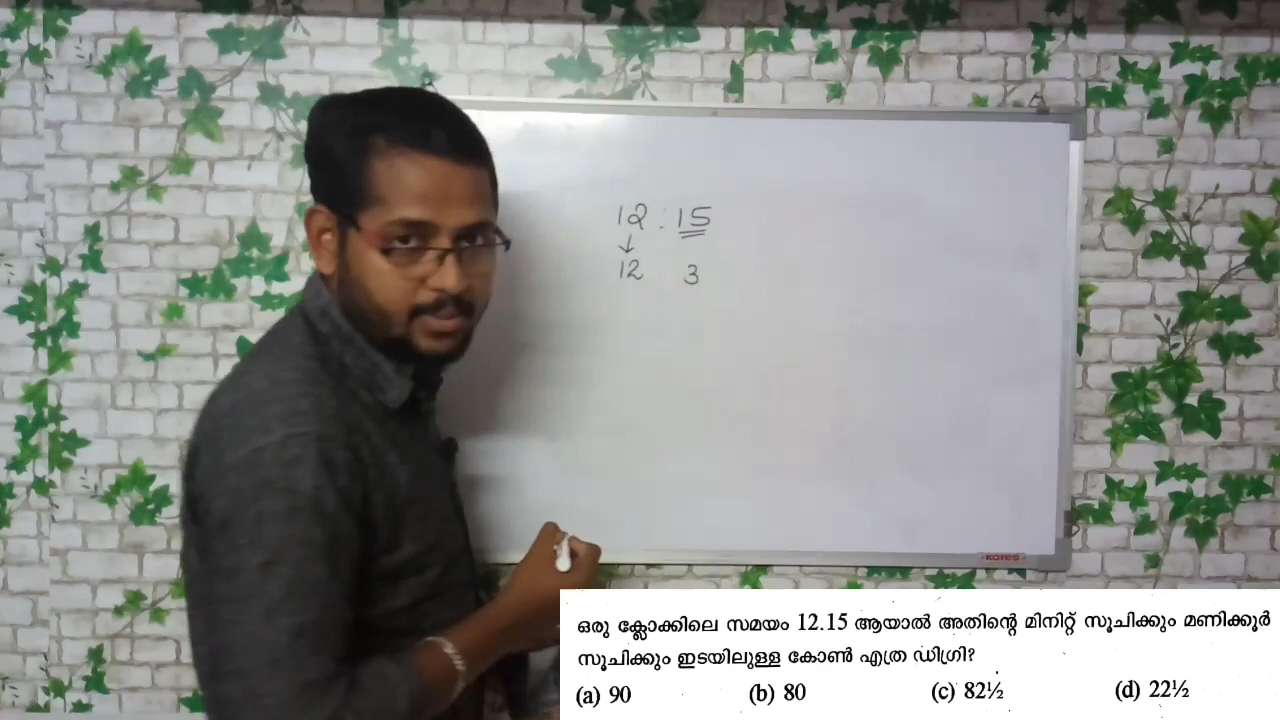 12 : 15
↓
12 3
KORES
ഒരു ക്ലോക്കിലെ സമയം 12.15 ആയാൽ അതിന്റെ മിനിറ്റ് സൂചിക്കും മണിക്കൂർ
സൂചിക്കും ഇടയിലുള്ള കോൺ എത്ര ഡിഗ്രി?
(a) 90 (b) 80 (c) 82½ (d) 22½